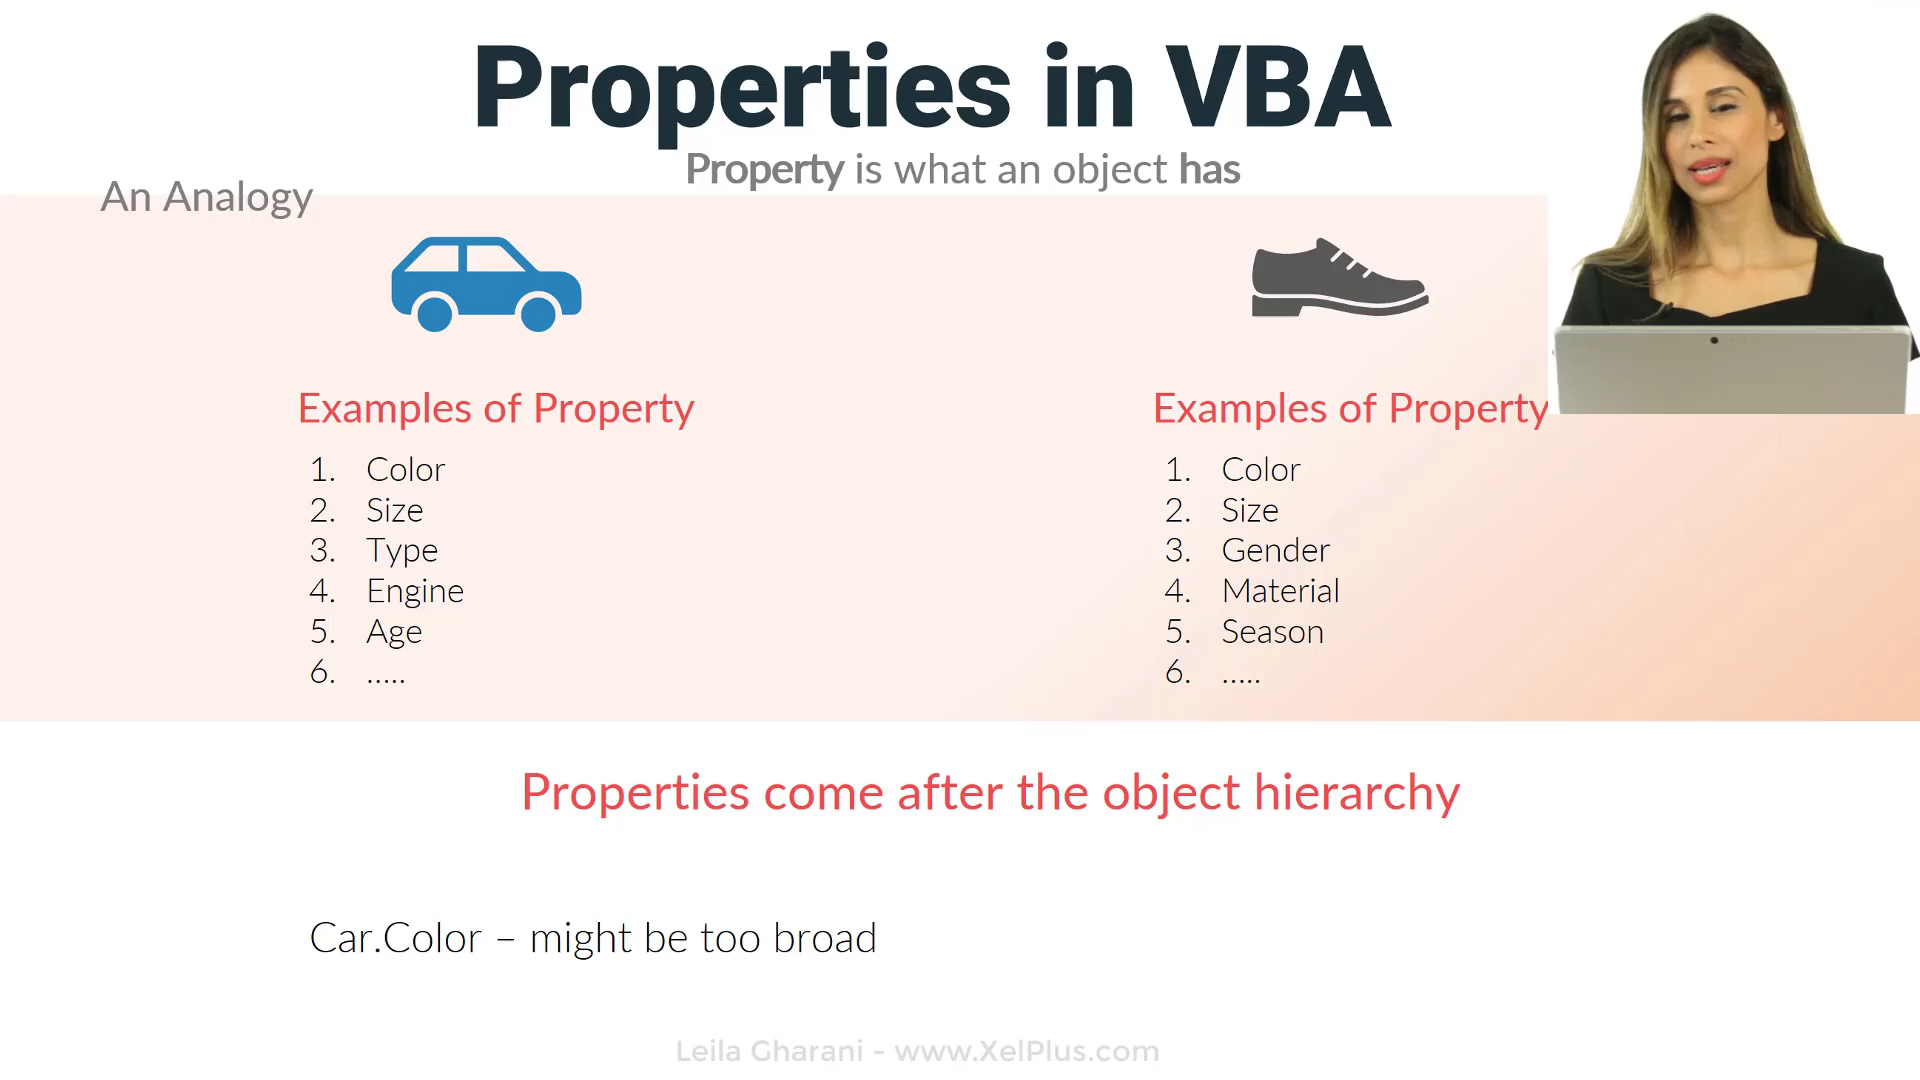 Properties in VBA
Property is what an object has
An Analogy
Examples of Property
1. Color
2. Size
3. Type
4. Engine
5. Age
6. .....
Examples of Property
1. Color
2. Size
3. Gender
4. Material
5. Season
6. .....
Properties come after the object hierarchy
Car.Color – might be too broad
Leila Gharani - www.XelPlus.com